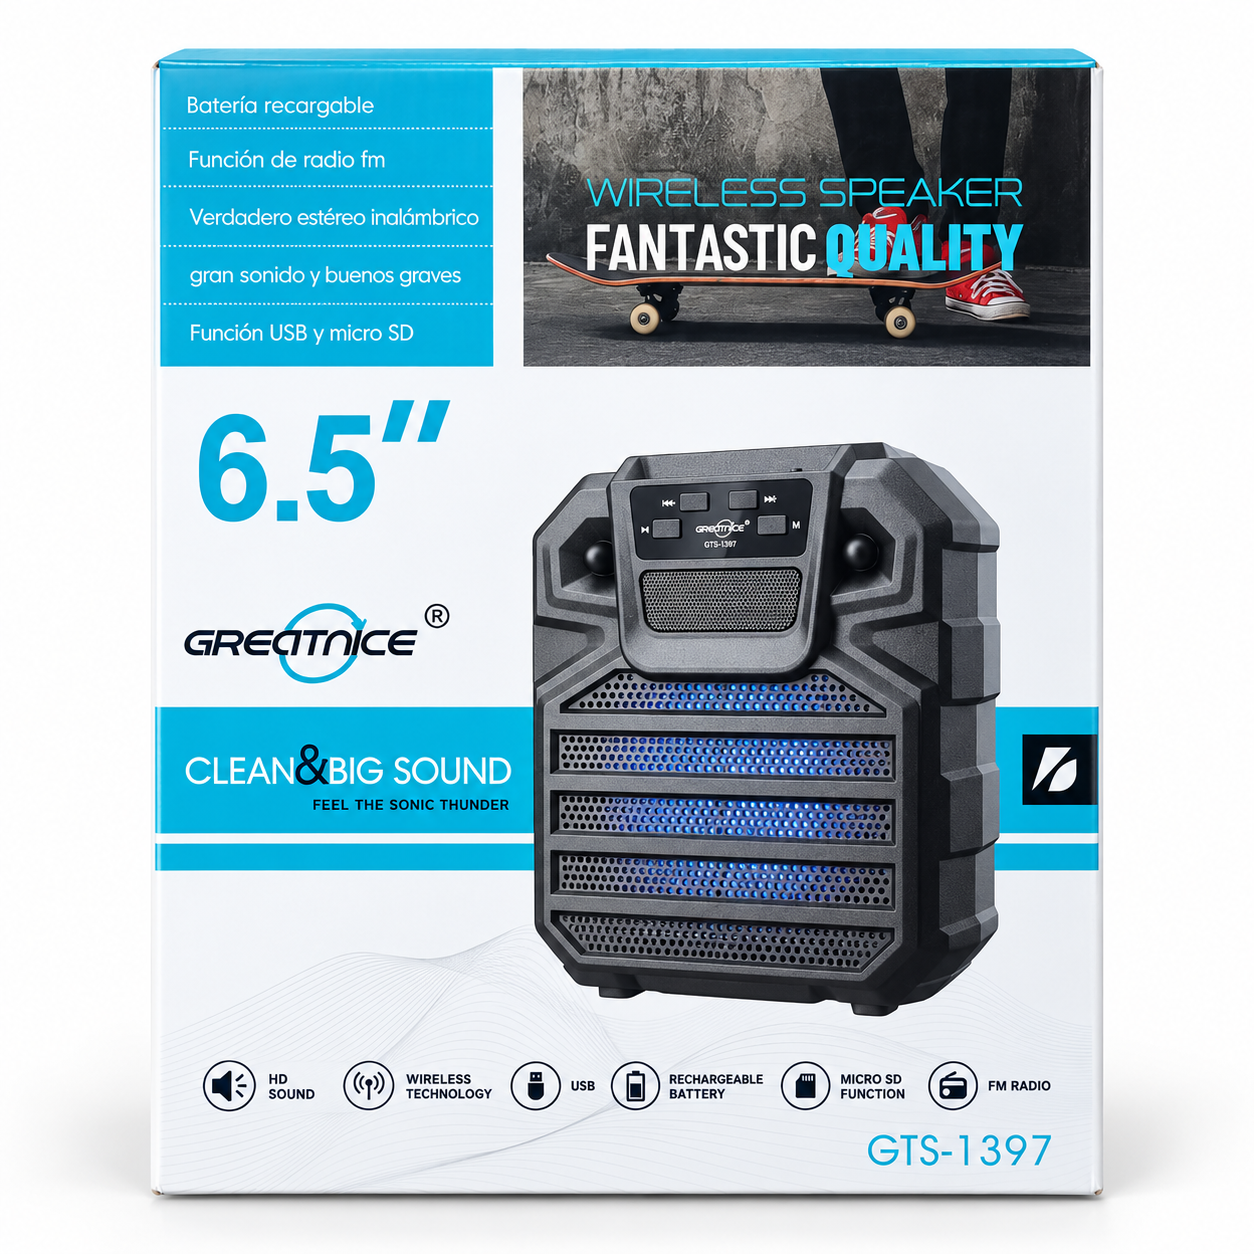 Batería recargable
Función de radio fm
Verdadero estéreo inalámbrico
gran sonido y buenos graves
Función USB y micro SD
WIRELESS SPEAKER
FANTASTIC QUALITY
6.5"
GREATNICE®
GREATNICE®
GTS-1397
M
CLEAN&BIG SOUND
FEEL THE SONIC THUNDER
HD
SOUND
WIRELESS
TECHNOLOGY
USB
RECHARGEABLE
BATTERY
MICRO SD
FUNCTION
FM RADIO
GTS-1397